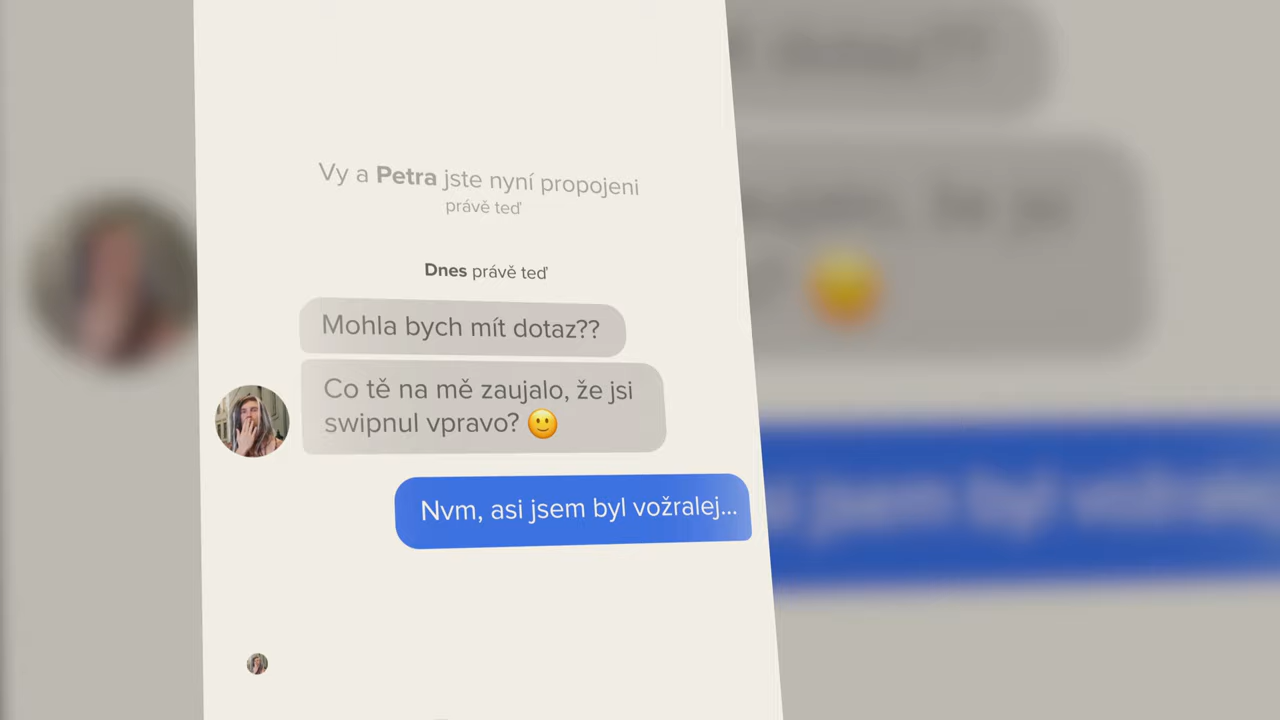 Vy a Petra jste nyní propojeni
právě teď
Dnes právě teď
Mohla bych mít dotaz??
Co tě na mě zaujalo, že jsi
swipnul vpravo? 🙂
Nvm, asi jsem byl vožralej...